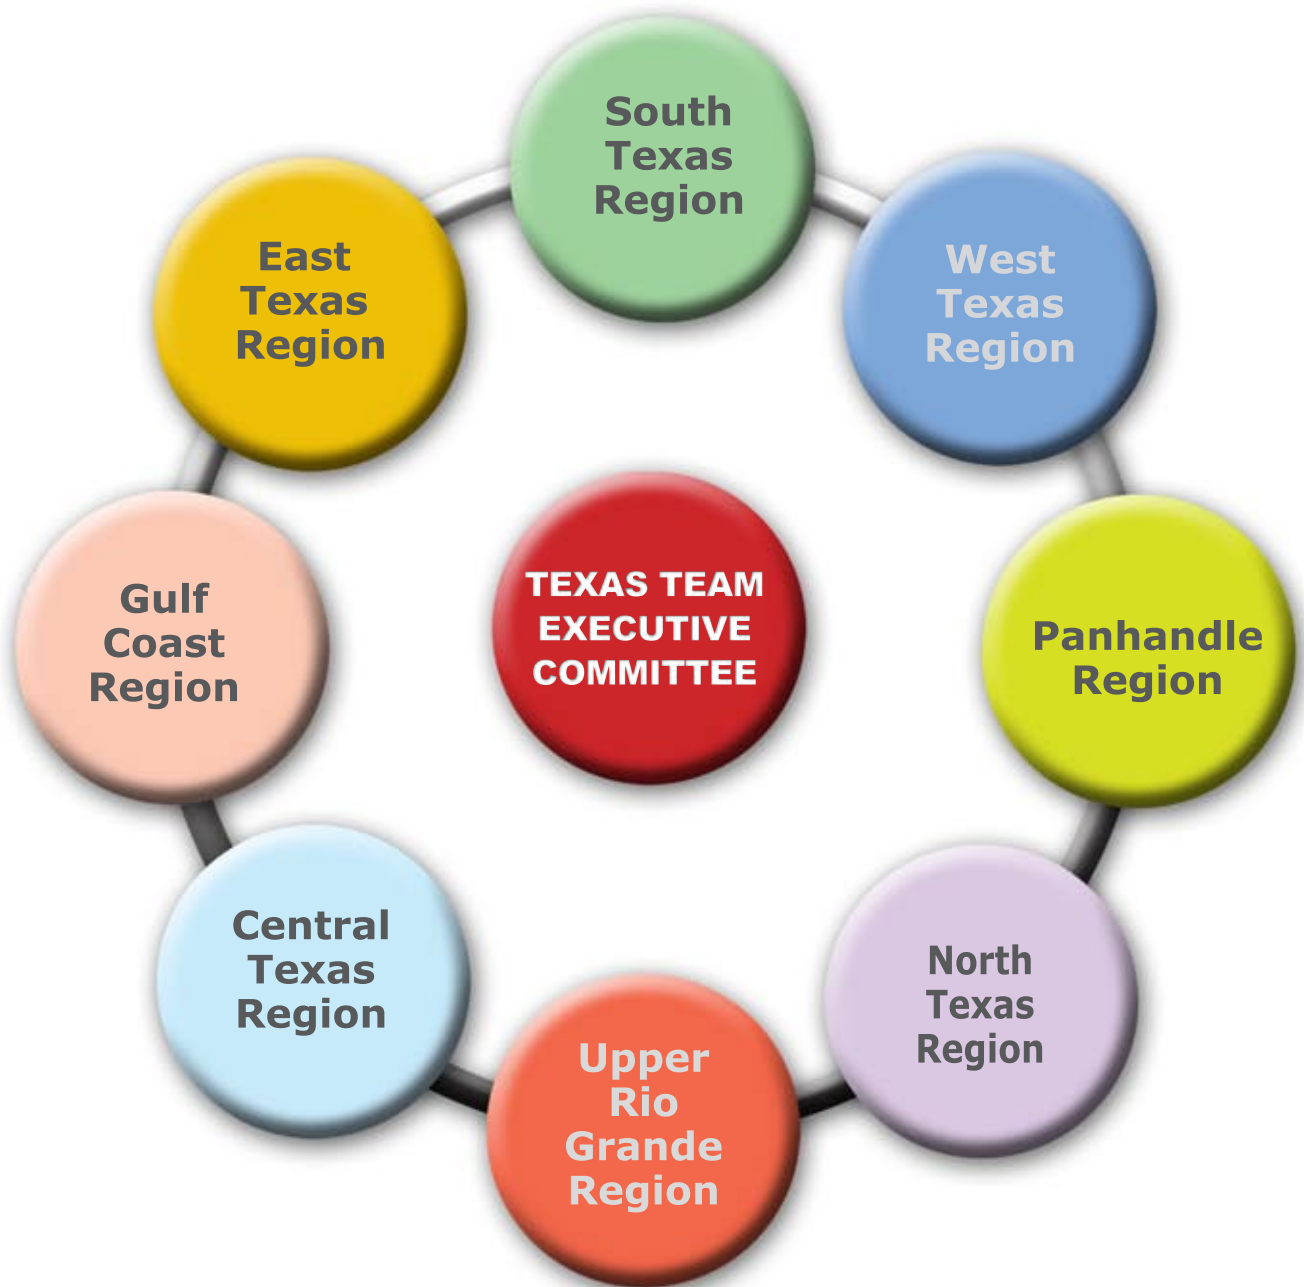 South
Texas
Region
East
Texas
Region
West
Texas
Region
Gulf
Coast
Region
TEXAS TEAM
EXECUTIVE
COMMITTEE
Panhandle
Region
Central
Texas
Region
North
Texas
Region
Upper
Rio
Grande
Region